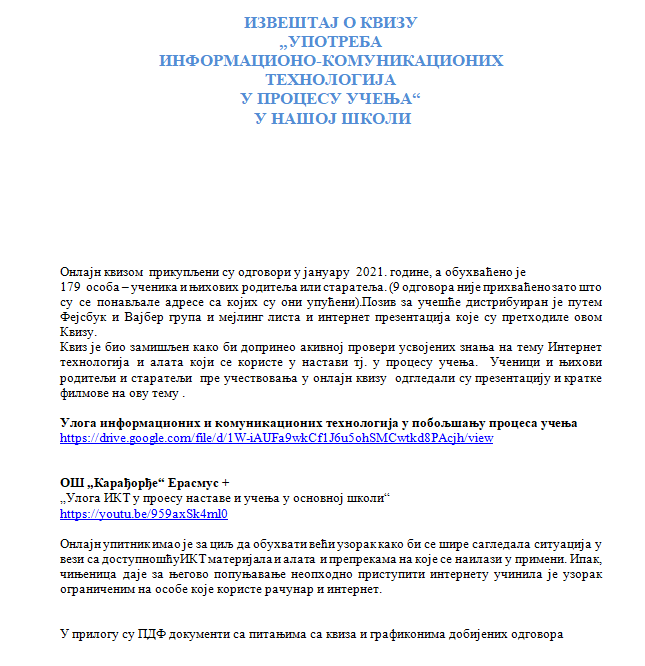 ИЗВЕШТАЈ О КВИЗУ
„УПОТРЕБА
ИНФОРМАЦИОНО-КОМУНИКАЦИОНИХ
ТЕХНОЛОГИЈА
У ПРОЦЕСУ УЧЕЊА“
У НАШОЈ ШКОЛИ
Онлајн квизом прикупљени су одговори у јануару 2021. године, а обухваћено је
179 особа – ученика и њихових родитеља или старатеља. (9 одговора није прихваћено зато што
су се понављале адресе са којих су они упућени).Позив за учешће дистрибуиран је путем
Фејсбук и Вајбер група и мејлинг листа и интернет презентација које су претходиле овом
Квизу.
Квиз је био замишљен како би допринео акивној провери усвојених знања на тему Интернет
технологија и алата који се користе у настави тј. у процесу учења. Ученици и њихови
родитељи и старатељи пре учествовања у онлајн квизу одгледали су презентацију и кратке
филмове на ову тему .
Улога информационих и комуникационих технологија у побољшању процеса учења
https://drive.google.com/file/d/1W-iAUFa9wkCf1J6u5ohSMCwtkd8PAcjh/view
ОШ „Карађорђе“ Ерасмус +
„Улога ИКТ у проесу наставе и учења у основној школи“
https://youtu.be/959axSk4ml0
Онлајн упитник имао је за циљ да обухвати већи узорак како би се шире сагледала ситуација у
вези са доступношћуИКТ материјала и алата и препрекама на које се наилази у примени. Ипак,
чињеница даје за његово попуњавање неопходно приступити интернету учинила је узорак
ограниченим на особе које користе рачунар и интернет.
У прилогу су ПДФ документи са питањима са квиза и графиконима добијених одговора